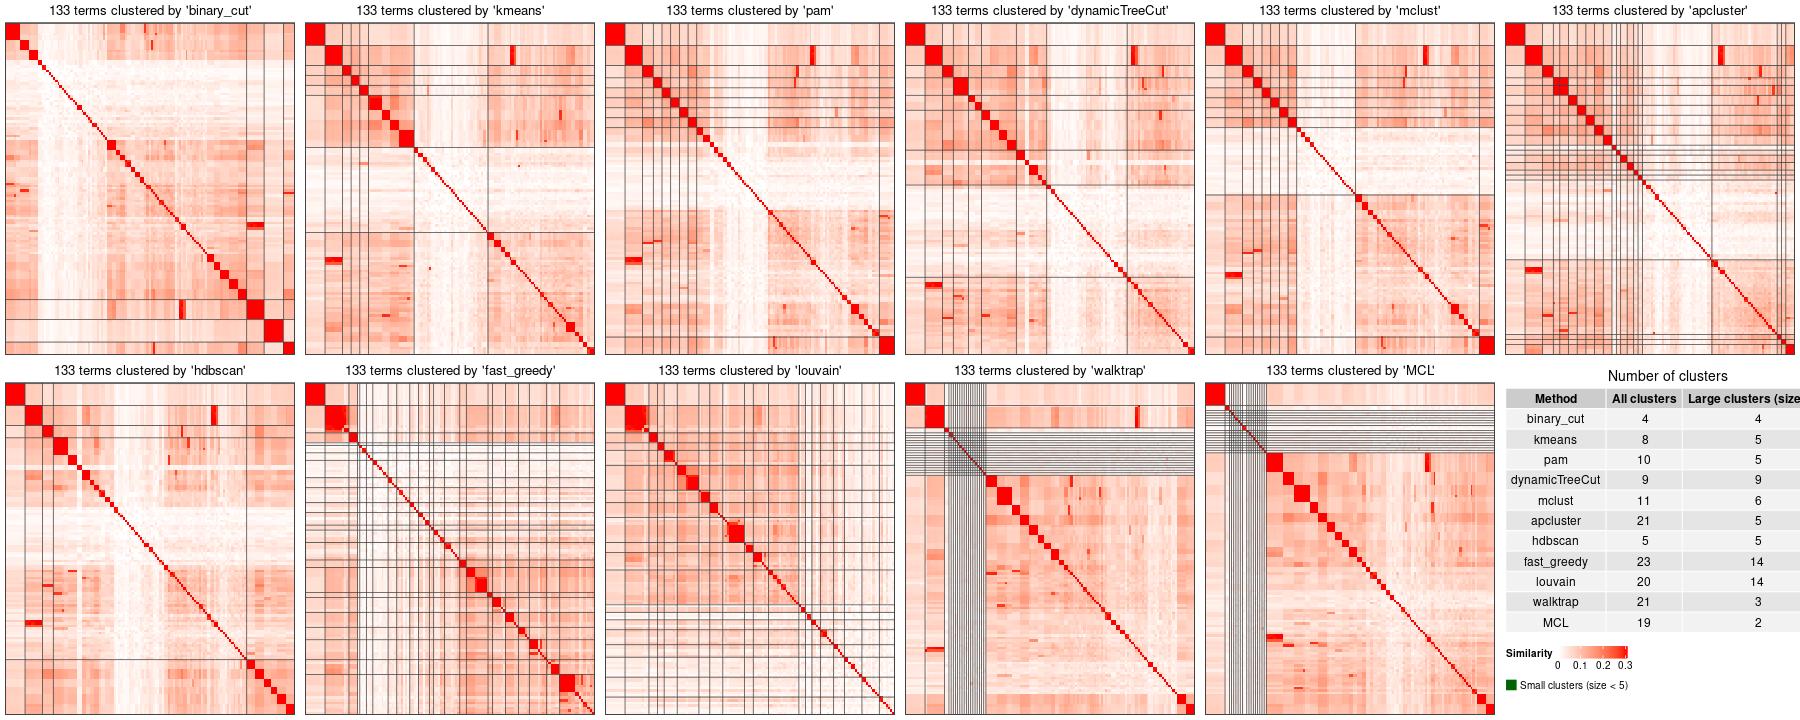 133 terms clustered by 'binary_cut'
133 terms clustered by 'kmeans'
133 terms clustered by 'pam'
133 terms clustered by 'dynamicTreeCut'
133 terms clustered by 'mclust'
133 terms clustered by 'apcluster'
133 terms clustered by 'hdbscan'
133 terms clustered by 'fast_greedy'
133 terms clustered by 'louvain'
133 terms clustered by 'walktrap'
133 terms clustered by 'MCL'
Number of clusters
Method All clusters Large clusters (size
binary_cut 4 4
kmeans 8 5
pam 10 5
dynamicTreeCut 9 9
mclust 11 6
apcluster 21 5
hdbscan 5 5
fast_greedy 23 14
louvain 20 14
walktrap 21 3
MCL 19 2
Similarity
0 0.1 0.2 0.3
Small clusters (size < 5)